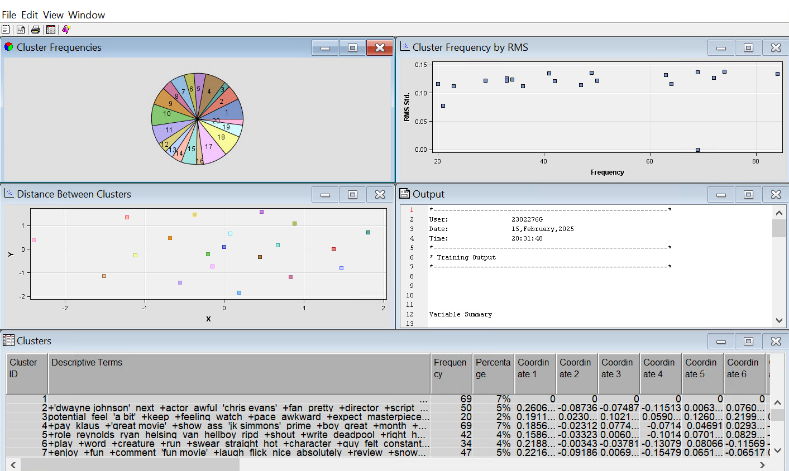 File Edit View Window
Cluster Frequencies
1
2
3
4
5
6
7
8
9
10
11
12
13
14
15
16
17
18
19
20
Cluster Frequency by RMS
RMS Std.
0.15
0.10
0.05
0.00
20 40 60 80
Frequency
Distance Between Clusters
Y
1
0
-1
-2
-2 -1 0 1 2
X
Output
1 *------------------------------------------------------------*
2 User: 2302276G
3 Date: 15,February,2025
4 Time: 20:31:48
5 *------------------------------------------------------------*
6 * Training Output
7 *------------------------------------------------------------*
8
9
10
11
12 Variable Summary
13
Clusters
Cluster ID Descriptive Terms Frequency Percentage Coordinate 1 Coordinate 2 Coordinate 3 Coordinate 4 Coordinate 5 Coordinate 6
1 ... 69 7% 0 0 0 0 0 0
2 +'dwayne johnson' next +actor awful 'chris evans' +fan pretty +director +script ... 50 5% 0.2606... -0.08736 -0.07487 -0.11513 0.0063... 0.0760...
3 potential feel 'a bit' +keep +feeling watch +pace awkward +expect masterpiece... 20 2% 0.1911... 0.0230... 0.1021... 0.0590... 0.1260... 0.2199...
4 +pay klaus +'great movie' +show ass 'jk simmons' prime +boy great +month +... 69 7% 0.1856... -0.02312 0.0774... -0.0714 0.04691 0.0293...
5 +role reynolds ryan helsing van hellboy ripd +shout +write deadpool +right h... 42 4% 0.1586... -0.03323 0.0060... -0.1014 0.0701... 0.0829...
6 +play +word +creature +run +swear straight hot +character +guy felt constant... 34 4% 0.2188... -0.00343 -0.03781 -0.13079 0.08066 -0.11569
7 +enjoy +fun +comment 'fun movie' +laugh flick nice absolutely +review +snow... 47 5% 0.2216... -0.09186 0.0069... -0.15479 0.0651... -0.06517